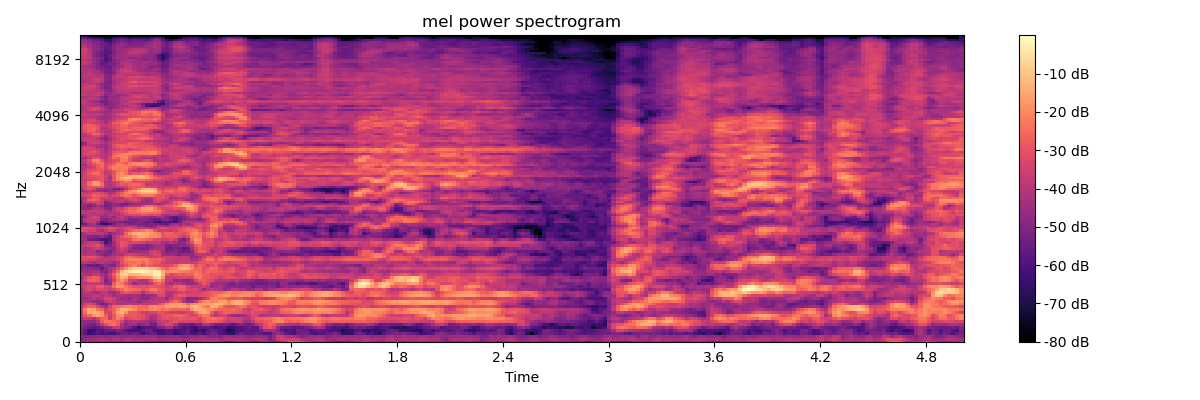 mel power spectrogram
8192
4096
2048
1024
512
0
Hz
0 0.6 1.2 1.8 2.4 3 3.6 4.2 4.8
Time
-10 dB
-20 dB
-30 dB
-40 dB
-50 dB
-60 dB
-70 dB
-80 dB